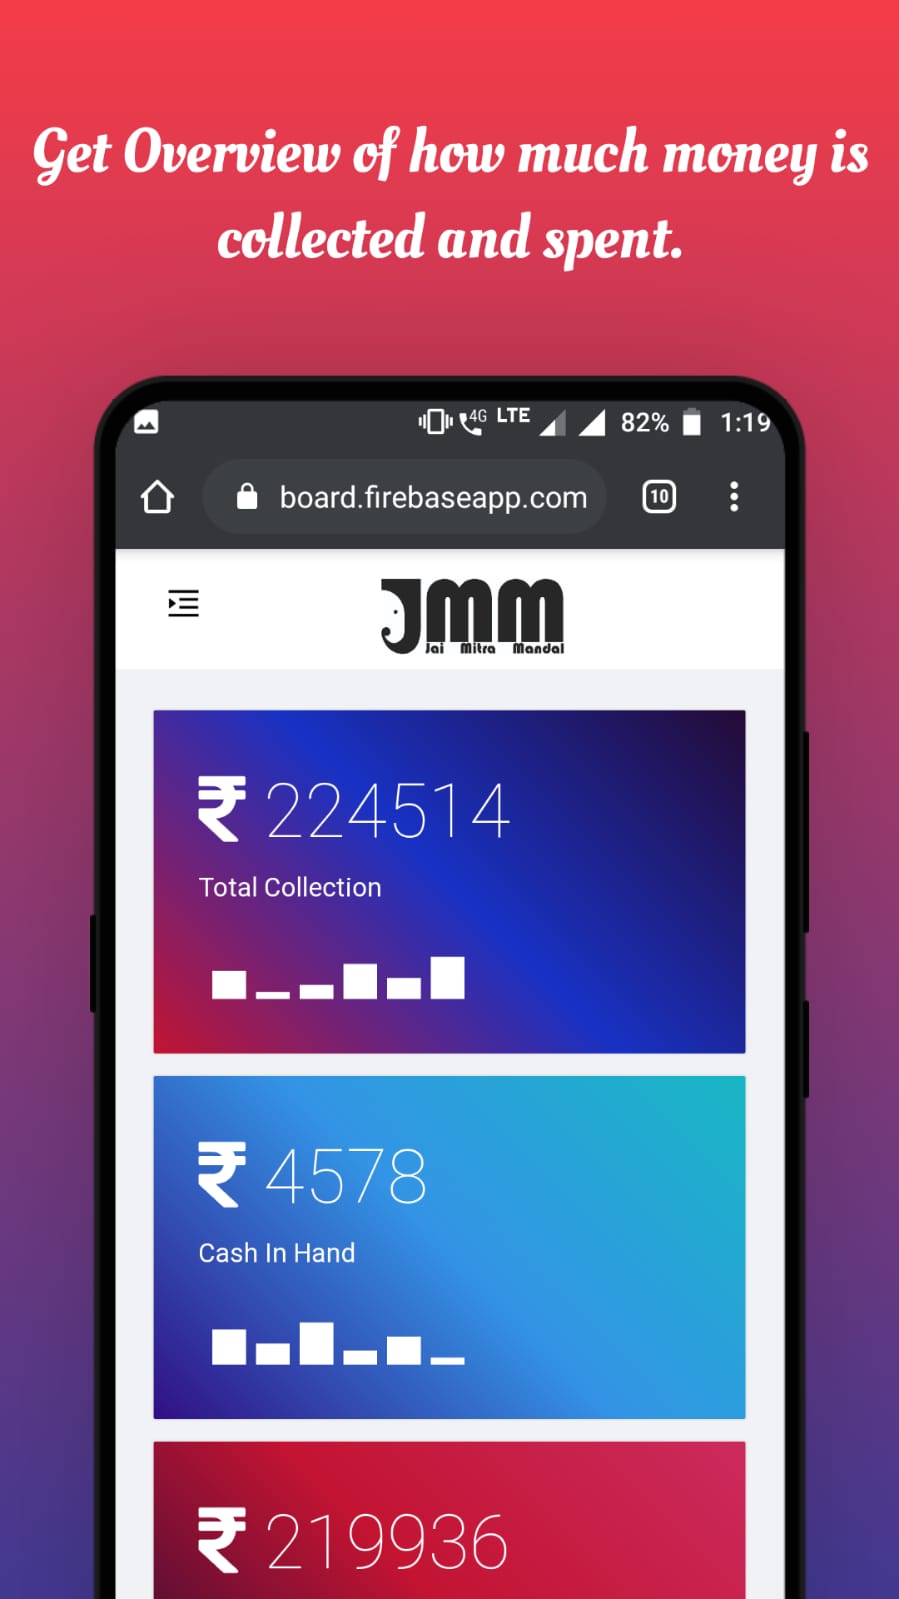 Get Overview of how much money is
collected and spent.
4G LTE 82% 1:19
board.firebaseapp.com 10
JMM
Jai Mitra Mandal
₹ 224514
Total Collection
₹ 4578
Cash In Hand
₹ 219936